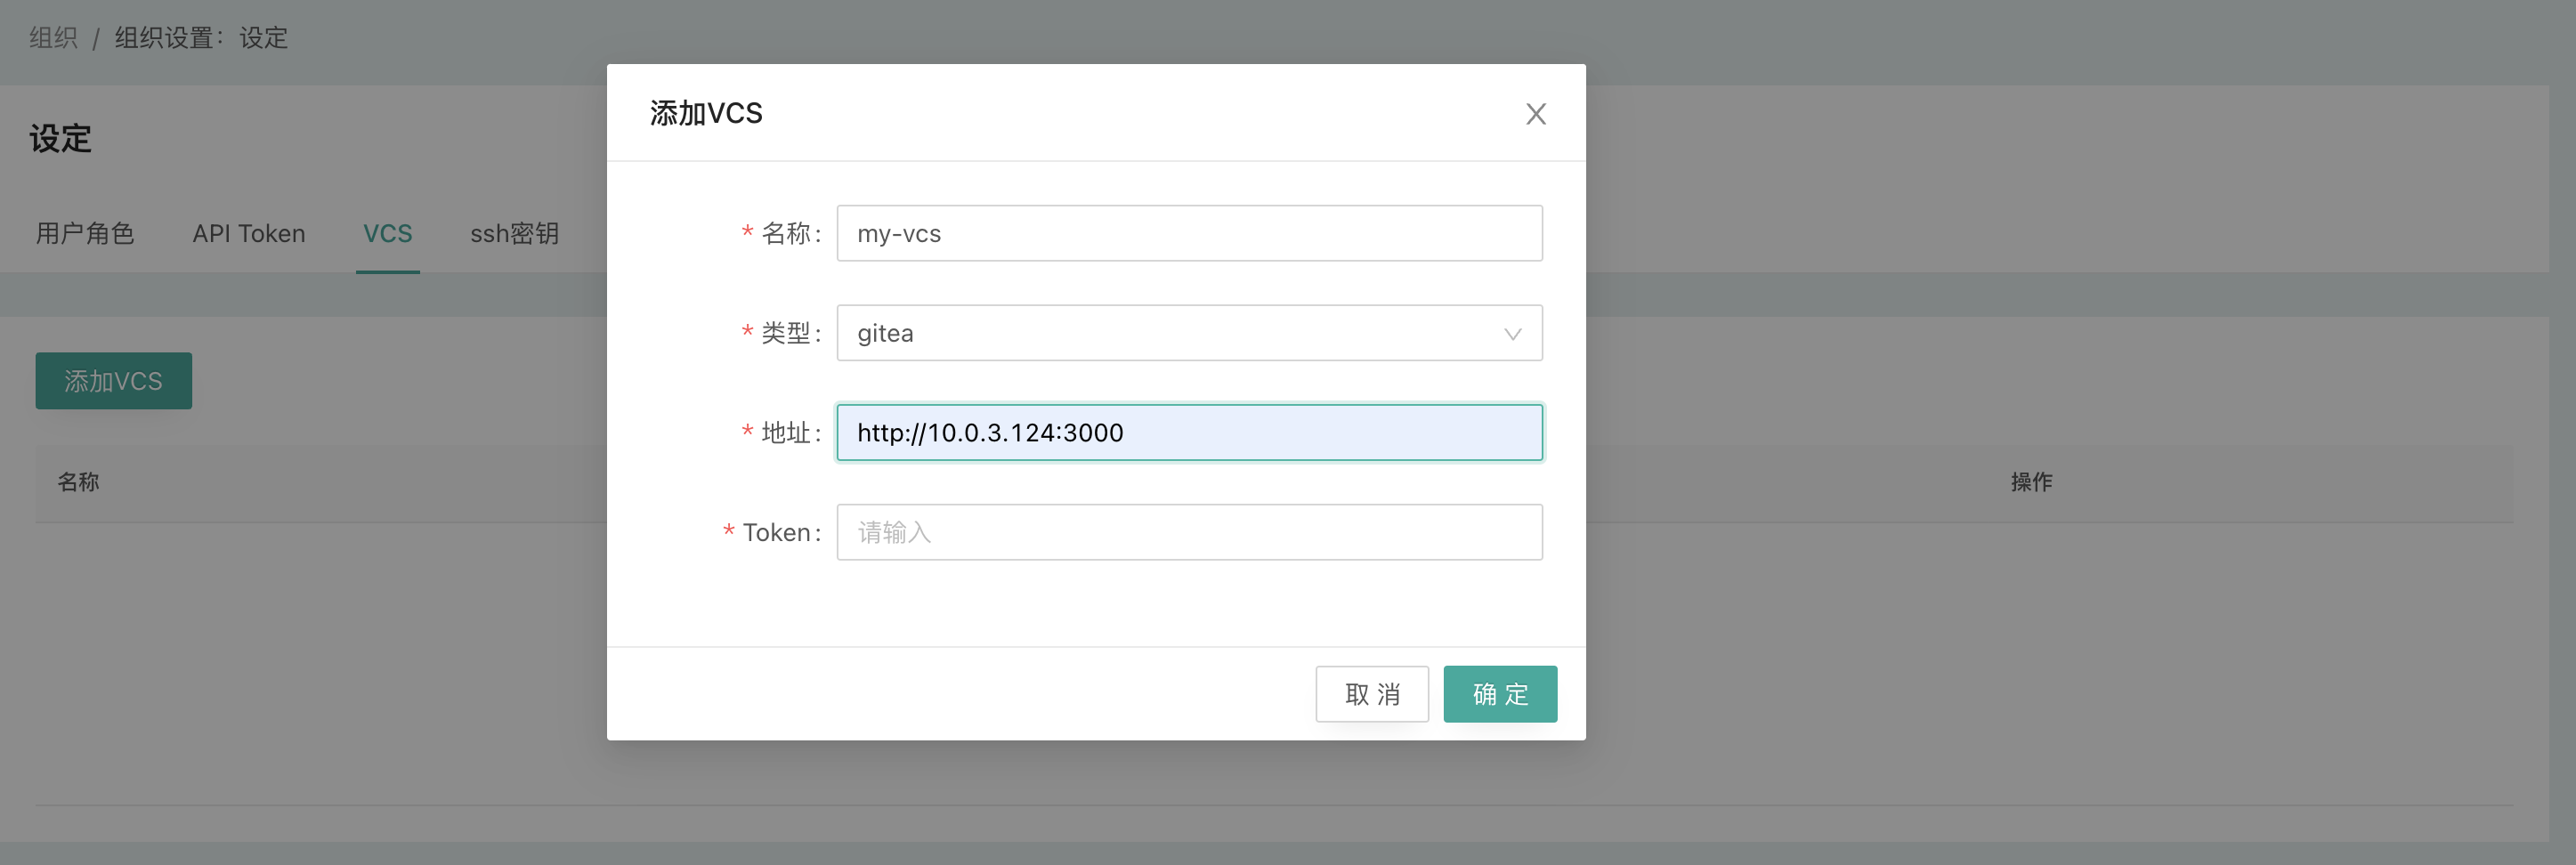 组织 / 组织设置：设定
设定
用户角色 API Token VCS ssh密钥
添加VCS
名称 操作
添加VCS
* 名称: my-vcs
* 类型: gitea
* 地址: http://10.0.3.124:3000
* Token: 请输入
取 消 确 定